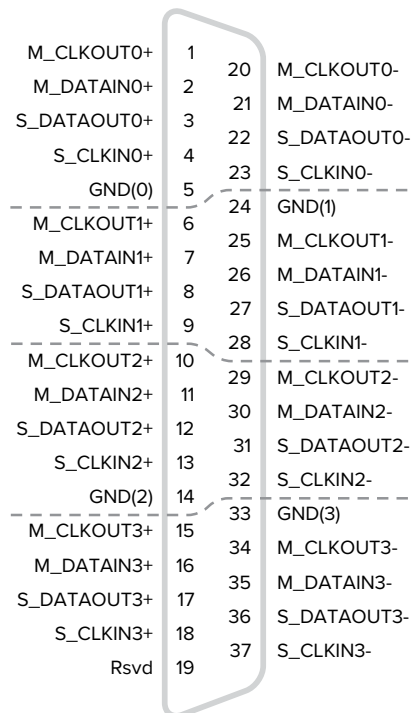 M_CLKOUT0+ 1
20 M_CLKOUT0-
M_DATAIN0+ 2
21 M_DATAIN0-
S_DATAOUT0+ 3
22 S_DATAOUT0-
S_CLKIN0+ 4
23 S_CLKIN0-
GND(0) 5
24 GND(1)
M_CLKOUT1+ 6
25 M_CLKOUT1-
M_DATAIN1+ 7
26 M_DATAIN1-
S_DATAOUT1+ 8
27 S_DATAOUT1-
S_CLKIN1+ 9
28 S_CLKIN1-
M_CLKOUT2+ 10
29 M_CLKOUT2-
M_DATAIN2+ 11
30 M_DATAIN2-
S_DATAOUT2+ 12
31 S_DATAOUT2-
S_CLKIN2+ 13
32 S_CLKIN2-
GND(2) 14
33 GND(3)
M_CLKOUT3+ 15
34 M_CLKOUT3-
M_DATAIN3+ 16
35 M_DATAIN3-
S_DATAOUT3+ 17
36 S_DATAOUT3-
S_CLKIN3+ 18
37 S_CLKIN3-
Rsvd 19